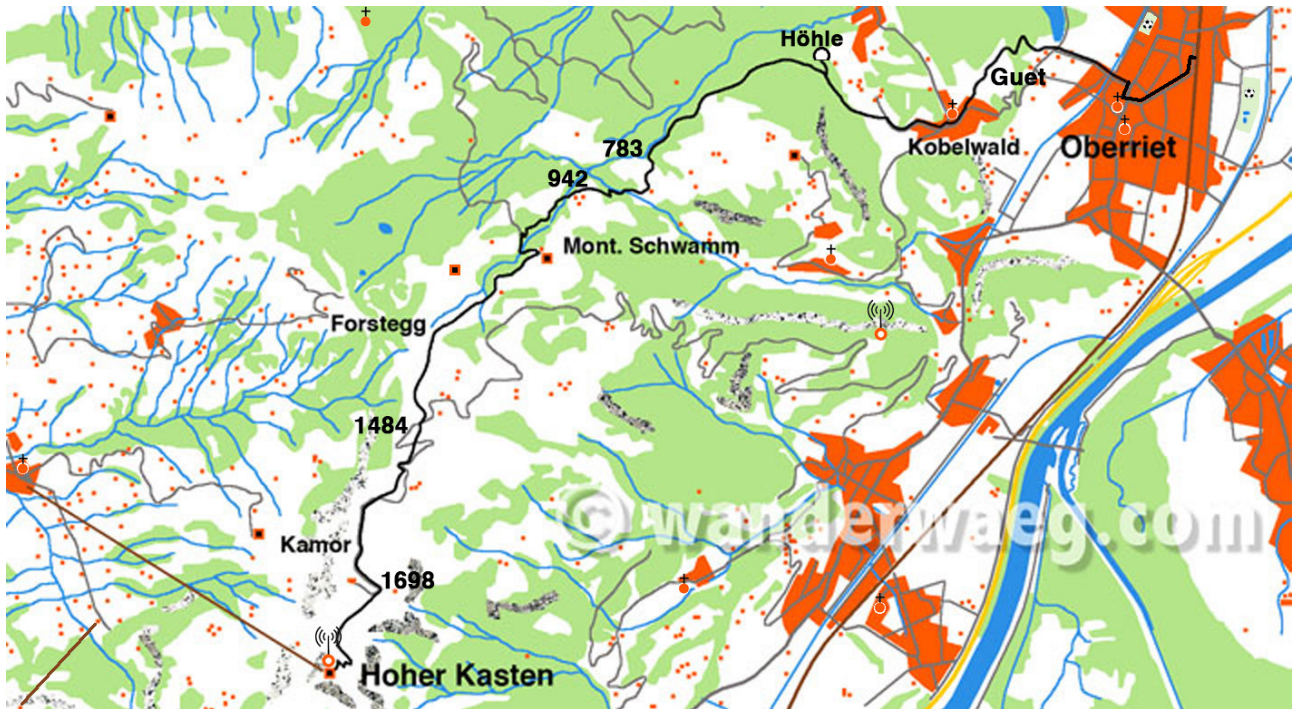 Höhle
Guet
Kobelwald
Oberriet
783
942
Mont. Schwamm
Forstegg
1484
© wanderwaeg.com
Kamor
1698
Hoher Kasten